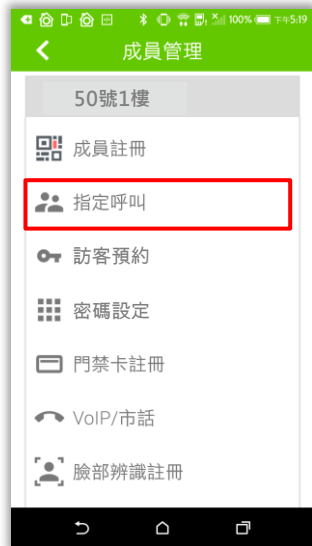 100% 下午5:19
成員管理
50號1樓
成員註冊
指定呼叫
訪客預約
密碼設定
門禁卡註冊
VoIP/市話
臉部辨識註冊